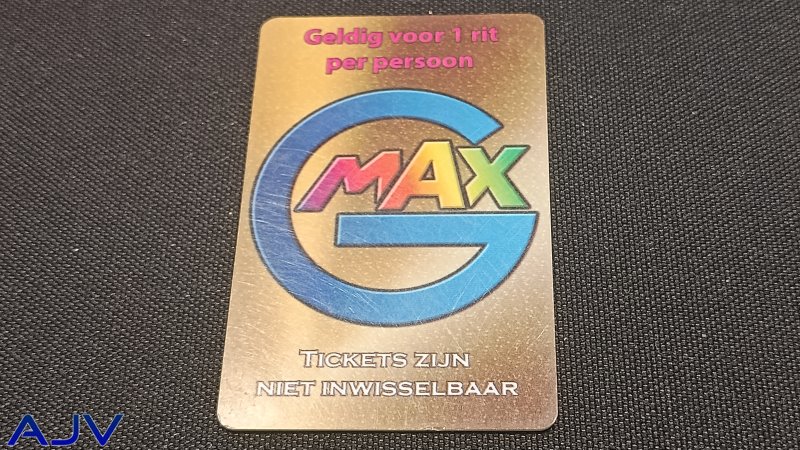 Geldig voor 1 rit
per persoon
G MAX
TICKETS ZIJN
NIET INWISSELBAAR
AJV